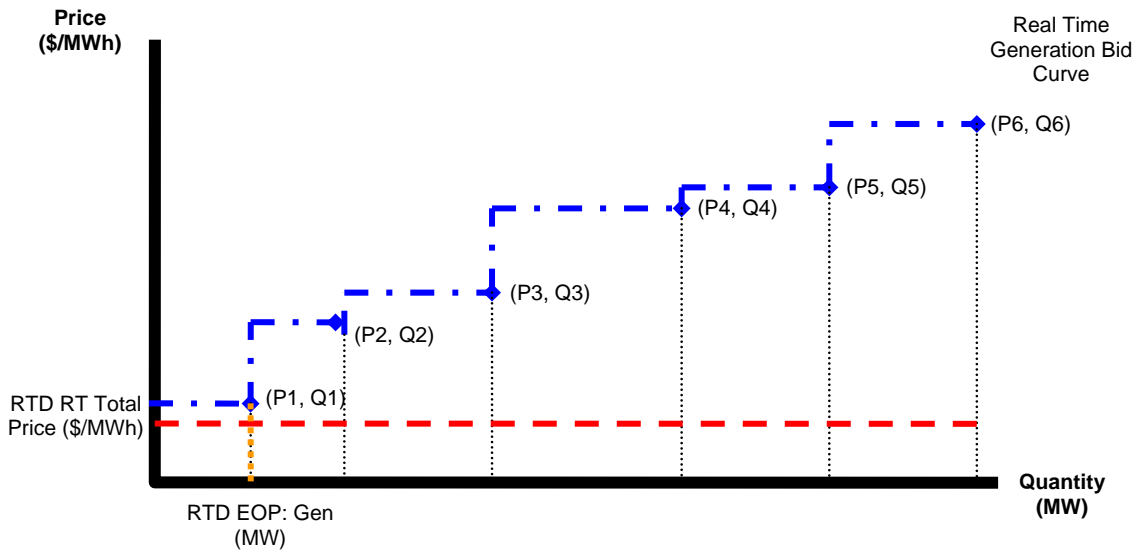 Price
($/MWh)
Real Time
Generation Bid
Curve
(P6, Q6)
(P5, Q5)
(P4, Q4)
(P3, Q3)
(P2, Q2)
(P1, Q1)
RTD RT Total
Price ($/MWh)
Quantity
(MW)
RTD EOP: Gen
(MW)